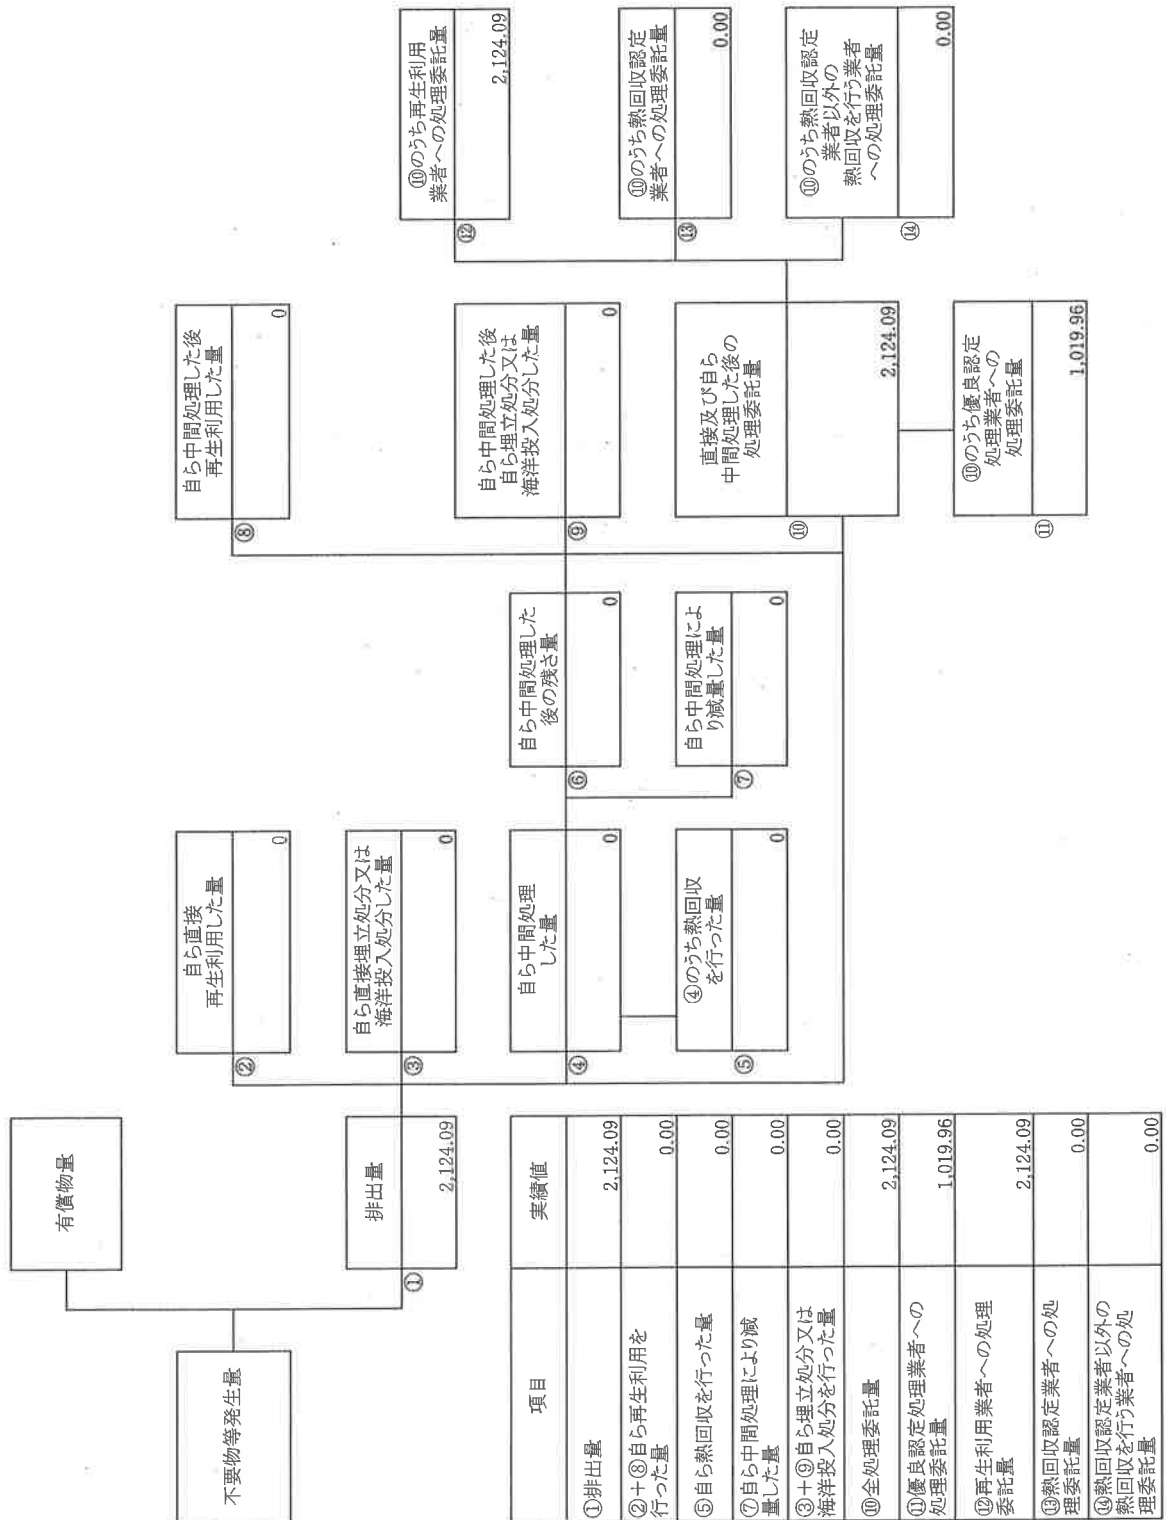 不要物等発生量
有償物量
排出量
①
2,124.09
自ら直接
再生利用した量
②
0
自ら直接埋立処分又は
海洋投入処分した量
③
0
自ら中間処理
した量
④
0
④のうち熱回収
を行った量
⑤
0
自ら中間処理した
後の残さ量
⑥
0
自ら中間処理によ
り減量した量
⑦
0
自ら中間処理した後
再生利用した量
⑧
0
自ら中間処理した後
自ら埋立処分又は
海洋投入処分した量
⑨
0
直接及び自ら
中間処理した後の
処理委託量
⑩
2,124.09
⑩のうち優良認定
処理業者への
処理委託量
⑪
1,019.96
⑩のうち再生利用
業者への処理委託量
⑫
2,124.09
⑩のうち熱回収認定
業者への処理委託量
⑬
0.00
⑩のうち熱回収認定
業者以外の
熱回収を行う業者
への処理委託量
⑭
0.00
項目 実績値
①排出量 2,124.09
②+⑧自ら再生利用を
行った量 0.00
⑤自ら熱回収を行った量 0.00
⑦自ら中間処理により減
量した量 0.00
③+⑨自ら埋立処分又は
海洋投入処分を行った量 0.00
⑩全処理委託量 2,124.09
⑪優良認定処理業者への
処理委託量 1,019.96
⑫再生利用業者への処理
委託量 2,124.09
⑬熱回収認定業者への処
理委託量 0.00
⑭熱回収認定業者以外の
熱回収を行う業者への処
理委託量 0.00